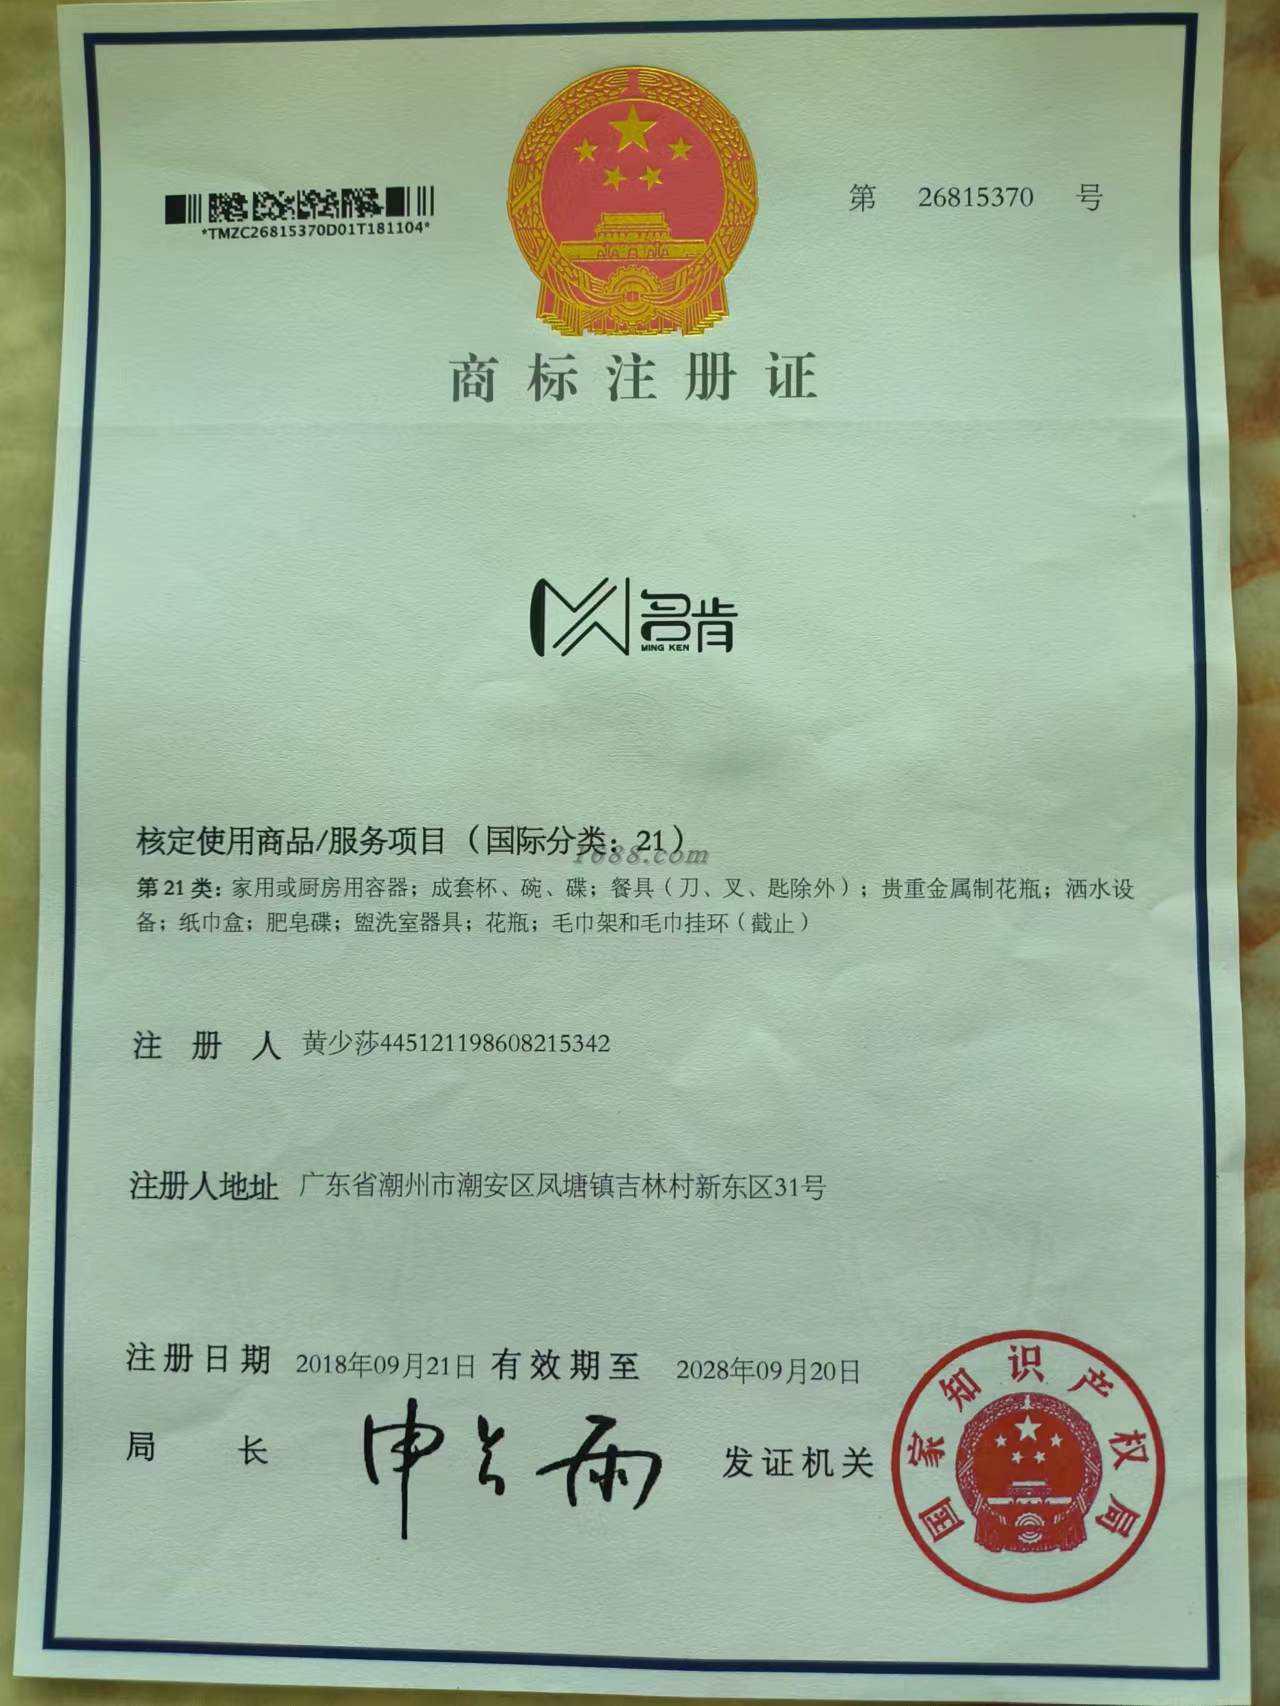 *TMZC26815370D01T181104*
第 26815370 号
商标注册证
名肯
MING KEN
核定使用商品/服务项目（国际分类：21）
1688.com
第21类：家用或厨房用容器；成套杯、碗、碟；餐具（刀、叉、匙除外）；贵重金属制花瓶；洒水设
备；纸巾盒；肥皂碟；盥洗室器具；花瓶；毛巾架和毛巾挂环（截止）
注册人 黄少莎445121198608215342
注册人地址 广东省潮州市潮安区凤塘镇吉林村新东区31号
注册日期 2018年09月21日 有效期至 2028年09月20日
局长 申长雨 发证机关
国家知识产权局